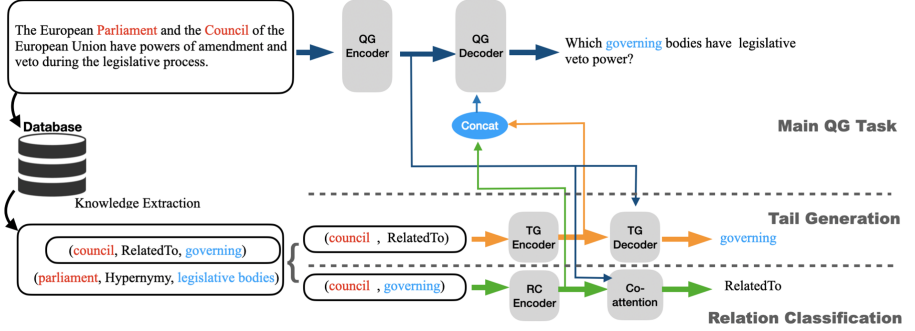 The European Parliament and the Council of the
European Union have powers of amendment and
veto during the legislative process.
QG
Encoder
QG
Decoder
Which governing bodies have legislative
veto power?
Concat
Main QG Task
Database
Knowledge Extraction
Tail Generation
(council, RelatedTo, governing)
(parliament, Hypernymy, legislative bodies)
(council , RelatedTo)
TG
Encoder
TG
Decoder
governing
(council , governing)
RC
Encoder
Co-
attention
RelatedTo
Relation Classification